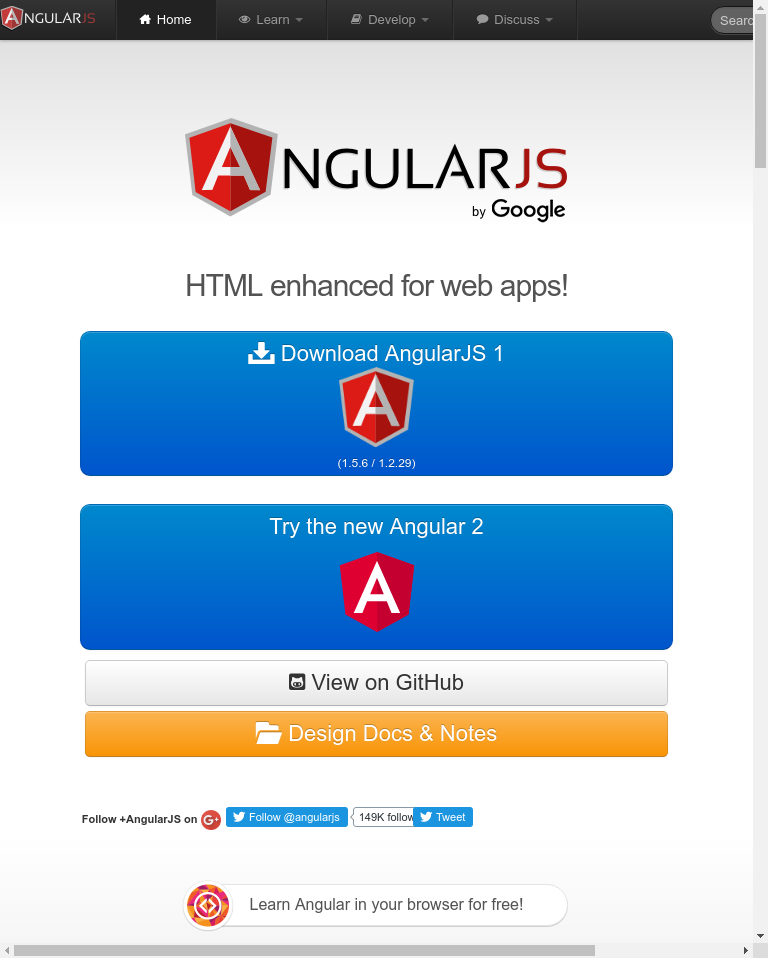 ANGULARJS Home Learn Develop Discuss Searc
ANGULARJS
by Google
HTML enhanced for web apps!
Download AngularJS 1
(1.5.6 / 1.2.29)
Try the new Angular 2
View on GitHub
Design Docs & Notes
Follow +AngularJS on G+ Follow @angularjs 149K follow Tweet
Learn Angular in your browser for free!